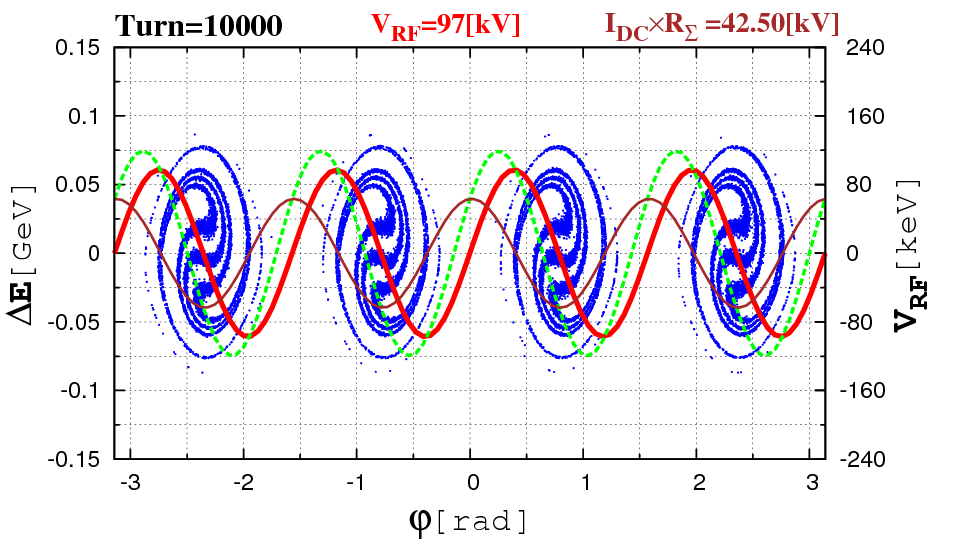 Turn=10000 V_RF=97[kV] I_DC×R_Σ =42.50[kV]
0.15 240
0.1 160
0.05 80
0 0
-0.05 -80
-0.1 -160
-0.15 -240
ΔE[GeV]
V_RF[keV]
-3 -2 -1 0 1 2 3
φ[rad]